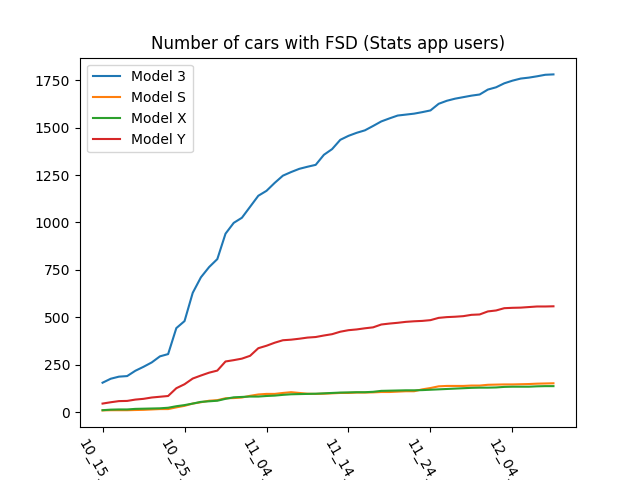 Number of cars with FSD (Stats app users)
Model 3
Model S
Model X
Model Y
1750
1500
1250
1000
750
500
250
0
10_15
10_25
11_04
11_14
11_24
12_04